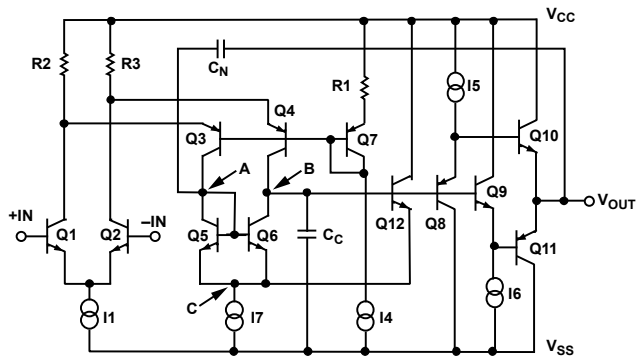 VCC
R2
R3
CN
R1
I5
Q4
Q3
Q7
Q10
A
B
Q9
VOUT
+IN
–IN
Q1
Q2
Q5
Q6
CC
Q12
Q8
Q11
C
I1
I7
I4
I6
VSS